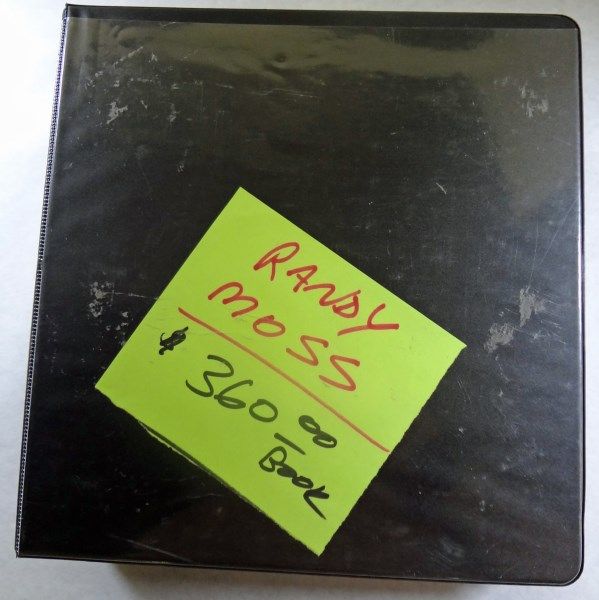 RANDY
MOSS
$ 360.00
BOOK